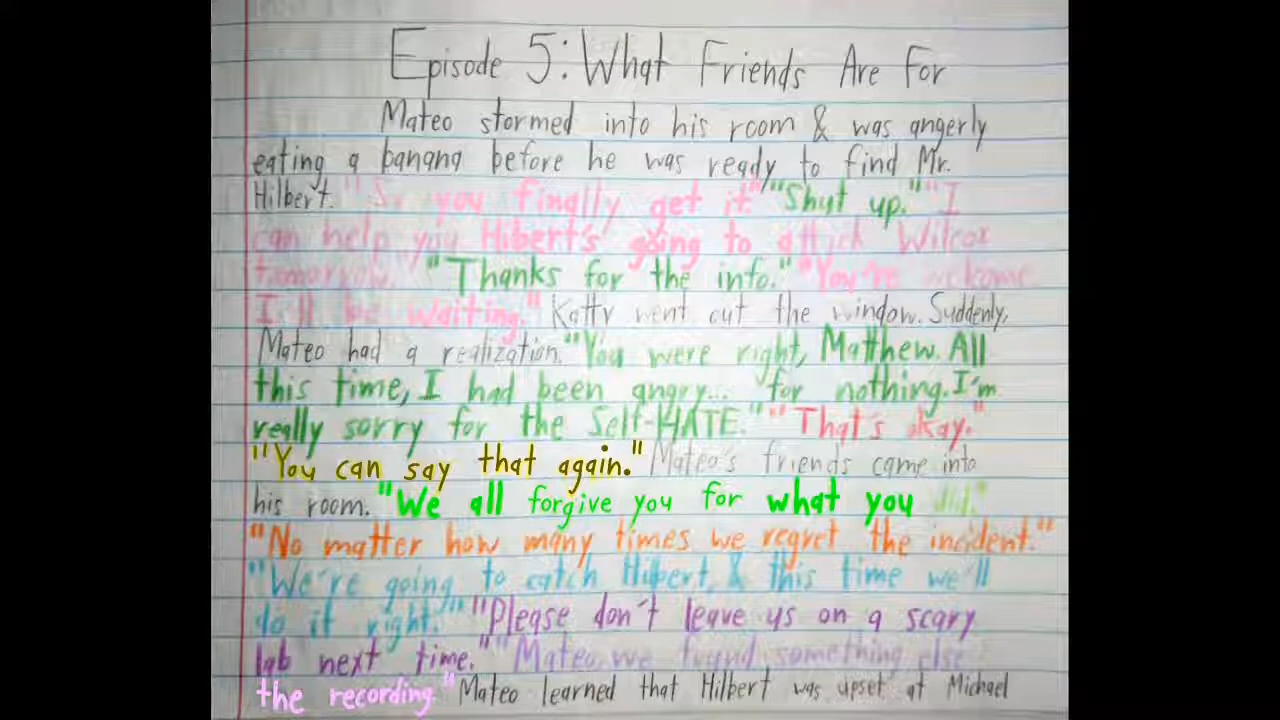 Episode 5: What Friends Are For
Mateo stormed into his room & was angerly
eating a banana before he was ready to find Mr.
Hilbert. "So you finally get it." "Shut up." "I
can help you Hibert's going to attack Wilcox
tomorrow." "Thanks for the info." "You're welcome
I'll be waiting." Katty went out the window. Suddenly,
Mateo had a realization. "You were right, Matthew. All
this time, I had been angry... for nothing. I'm
really sorry for the Self-HATE." "That's okay."
"You can say that again." Mateo's friends came into
his room. "We all forgive you for what you did."
"No matter how many times we regret the incident."
"We're going to catch Hilbert, & this time we'll
do it right." "Please don't leave us on a scary
lab next time." "Mateo, we found something else
the recording" Mateo learned that Hilbert was upset at Michael